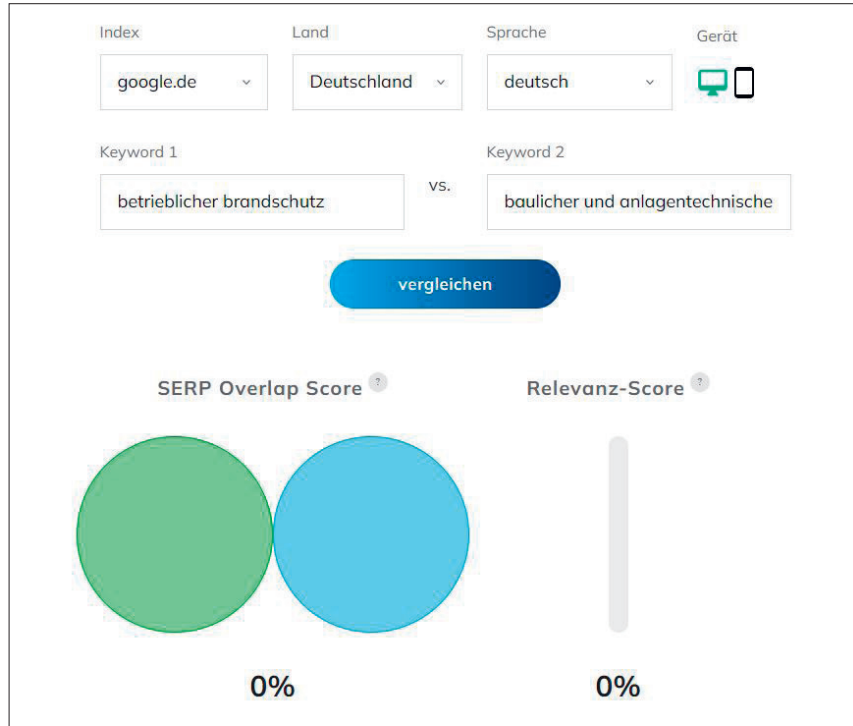 Index Land Sprache Gerät
google.de Deutschland deutsch
Keyword 1 Keyword 2
betrieblicher brandschutz vs. baulicher und anlagentechnische
vergleichen
SERP Overlap Score ? Relevanz-Score ?
0% 0%